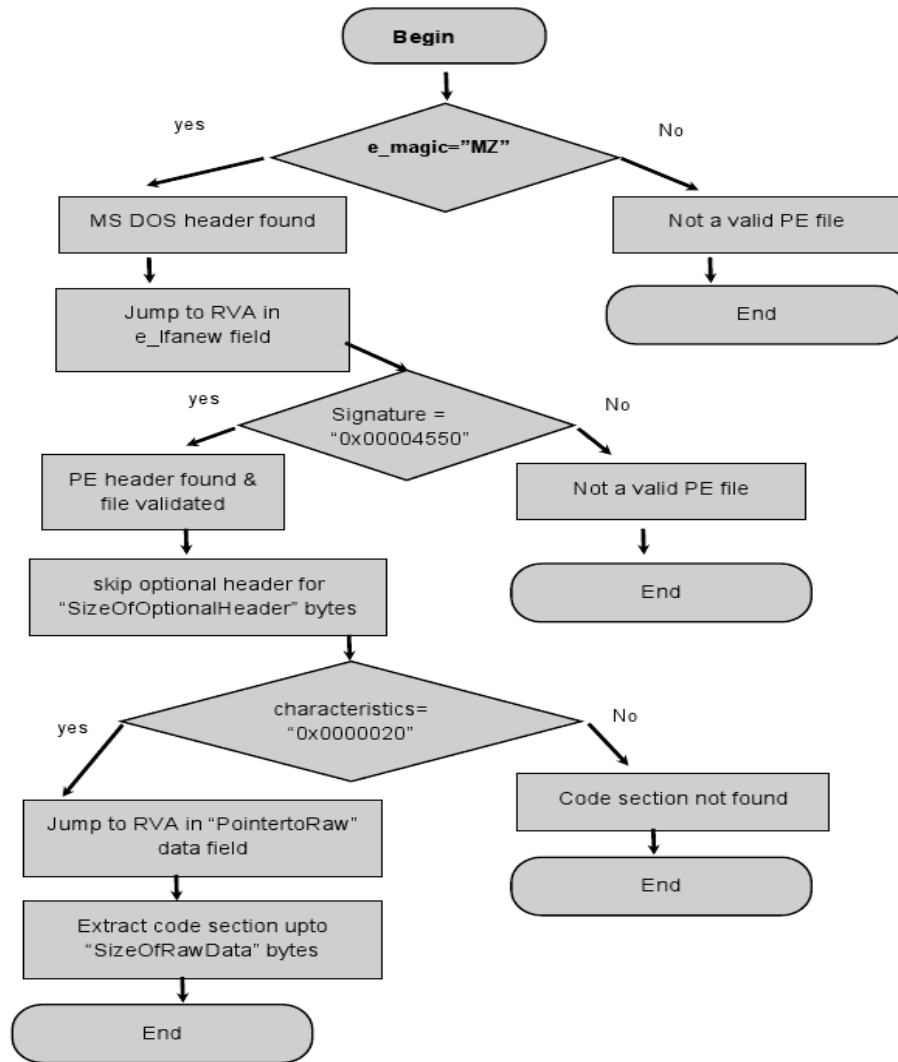 Begin
yes
No
e_magic=”MZ”
MS DOS header found
Not a valid PE file
Jump to RVA in
e_lfanew field
End
yes
No
Signature =
“0x00004550”
PE header found &
file validated
Not a valid PE file
skip optional header for
“SizeOfOptionalHeader” bytes
End
yes
No
characteristics=
“0x0000020”
Jump to RVA in “PointertoRaw”
data field
Code section not found
Extract code section upto
“SizeOfRawData” bytes
End
End